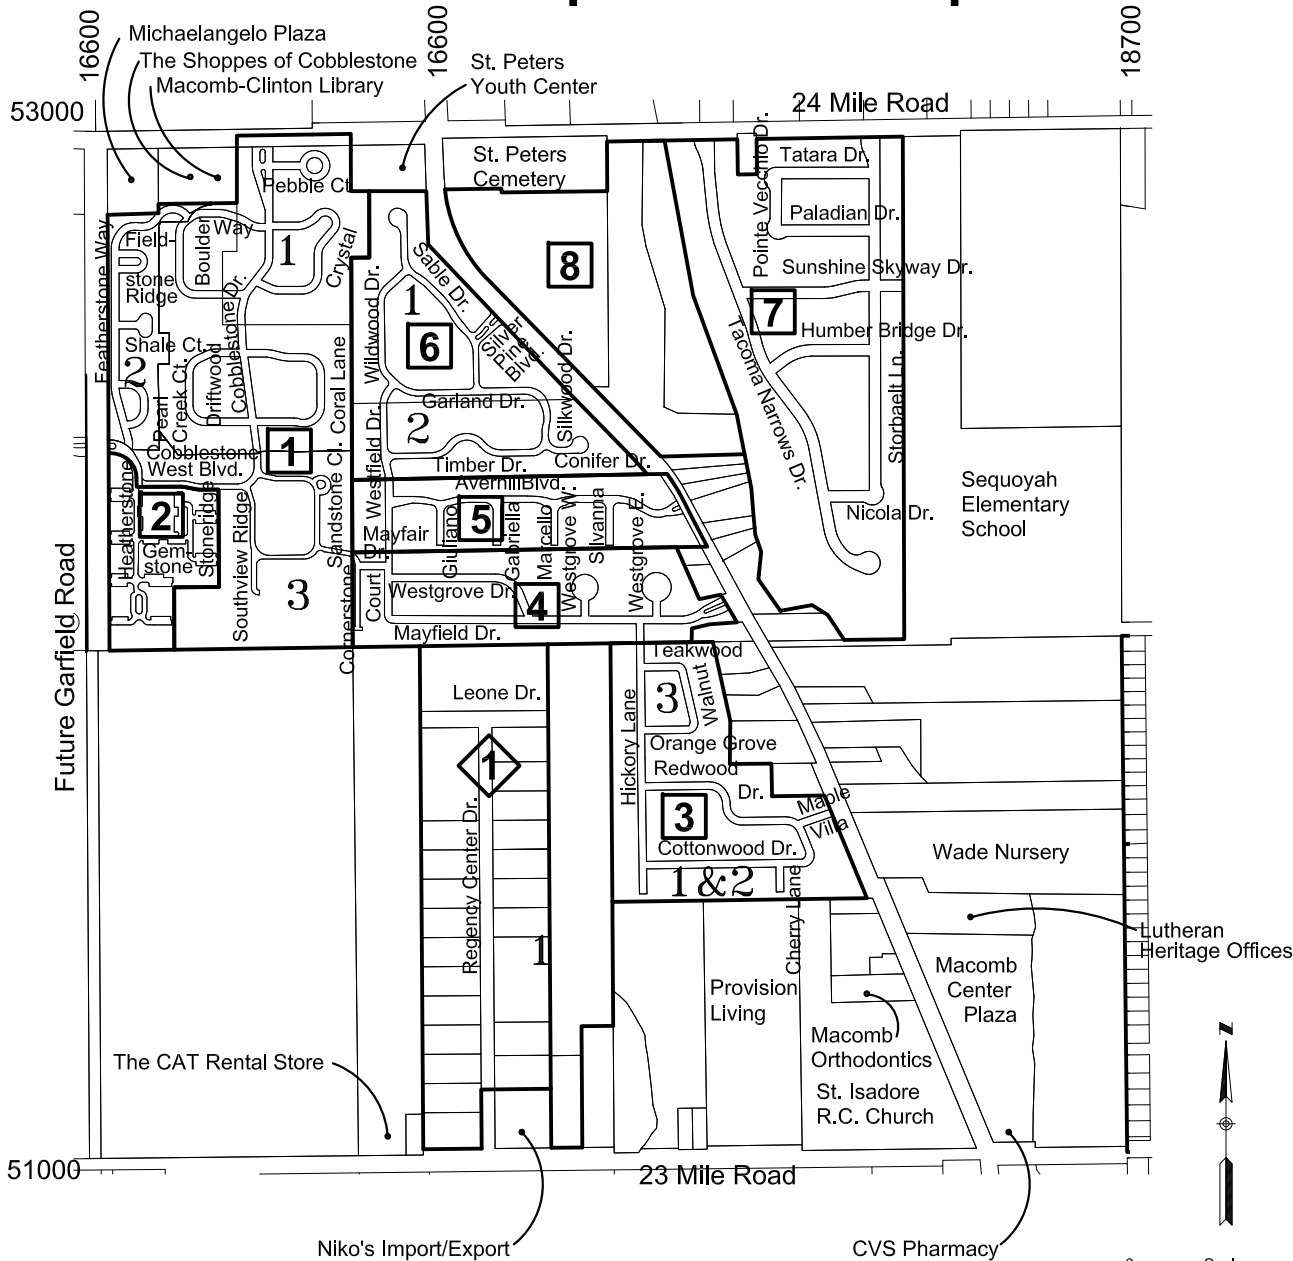 16600
16600
18700
Michaelangelo Plaza
The Shoppes of Cobblestone
Macomb-Clinton Library
St. Peters
Youth Center
53000
24 Mile Road
St. Peters
Cemetery
Pebble Ct.
Tatara Dr.
Pointe Vecchio Dr.
Paladian Dr.
Featherstone Way
Field-
stone
Ridge
Boulder
Way
1
Crystal
Sable Dr.
8
Sunshine Skyway Dr.
Wildwood Dr.
1
7
Silver
Pine
Blvd.
6
Humber Bridge Dr.
Shale Ct.
2
Pearl
Creek Ct.
Driftwood
Cobblestone Dr.
Coral Lane
Tacoma Narrows Dr.
Storbaelt Ln.
Garland Dr.
Silkwood Dr.
2
Westfield Dr.
1
Cobblestone
West Blvd.
Timber Dr.
Conifer Dr.
Averhill Blvd.
Sequoyah
Elementary
School
Heatherstone
2
Gem-
stone
Stoneridge
Southview Ridge
Sandstone Ct.
Mayfair
Dr.
Giuliano
5
Gabriella
Marcello
Westgrove W.
Silvanna
Westgrove E.
Nicola Dr.
Future Garfield Road
3
Cornerstone
Court
Westgrove Dr.
4
Mayfield Dr.
Teakwood
Leone Dr.
3
Walnut
Hickory Lane
Orange Grove
Redwood
Dr.
1
Maple
Villa
3
Cottonwood Dr.
Wade Nursery
1&2
Regency Center Dr.
1
Cherry Lane
Lutheran
Heritage Offices
Provision
Living
Macomb
Center
Plaza
Macomb
Orthodontics
The CAT Rental Store
St. Isadore
R.C. Church
N
51000
23 Mile Road
Niko's Import/Export
CVS Pharmacy